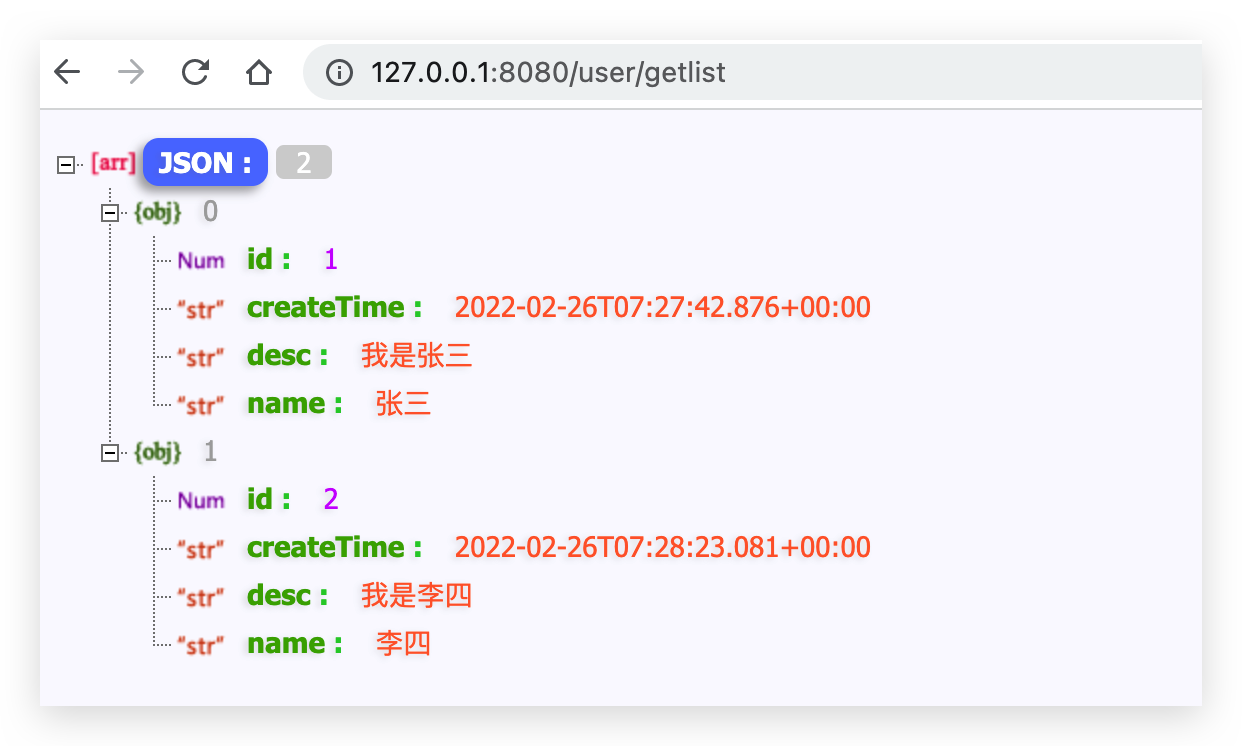 127.0.0.1:8080/user/getlist
[arr] JSON : 2
{obj} 0
Num id : 1
"str" createTime : 2022-02-26T07:27:42.876+00:00
"str" desc : 我是张三
"str" name : 张三
{obj} 1
Num id : 2
"str" createTime : 2022-02-26T07:28:23.081+00:00
"str" desc : 我是李四
"str" name : 李四